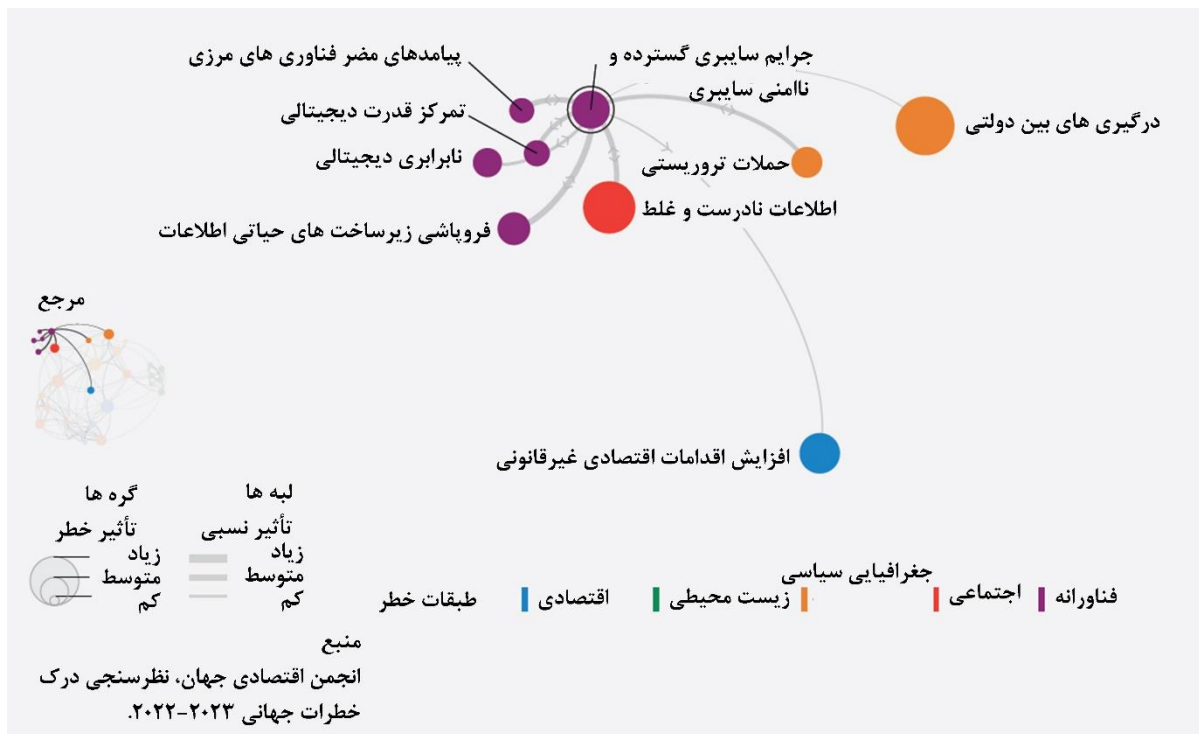 جرایم سایبری گسترده و
ناامنی سایبری
پیامدهای مضر فناوری های مرزی
تمرکز قدرت دیجیتالی
نابرابری دیجیتالی
فروپاشی زیرساخت های حیاتی اطلاعات
درگیری های بین دولتی
حملات تروریستی
اطلاعات نادرست و غلط
افزایش اقدامات اقتصادی غیرقانونی
مرجع
گره ها
تأثیر خطر
زیاد
متوسط
کم
لبه ها
تأثیر نسبی
زیاد
متوسط
کم
طبقات خطر
اقتصادی
زیست محیطی
جغرافیایی سیاسی
اجتماعی
فناورانه
منبع
انجمن اقتصادی جهان، نظرسنجی درک
خطرات جهانی ۲۰۲۳-۲۰۲۲.